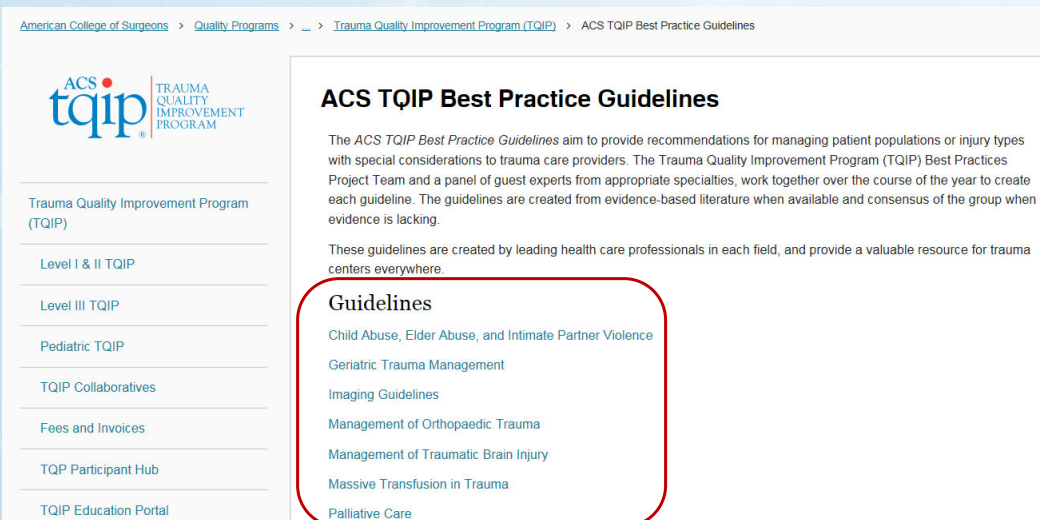 American College of Surgeons > Quality Programs > ... > Trauma Quality Improvement Program (TQIP) > ACS TQIP Best Practice Guidelines
ACS
tqip®
TRAUMA
QUALITY
IMPROVEMENT
PROGRAM
Trauma Quality Improvement Program
(TQIP)
Level I & II TQIP
Level III TQIP
Pediatric TQIP
TQIP Collaboratives
Fees and Invoices
TQP Participant Hub
TQIP Education Portal
ACS TQIP Best Practice Guidelines
The ACS TQIP Best Practice Guidelines aim to provide recommendations for managing patient populations or injury types
with special considerations to trauma care providers. The Trauma Quality Improvement Program (TQIP) Best Practices
Project Team and a panel of guest experts from appropriate specialties, work together over the course of the year to create
each guideline. The guidelines are created from evidence-based literature when available and consensus of the group when
evidence is lacking.
These guidelines are created by leading health care professionals in each field, and provide a valuable resource for trauma
centers everywhere.
Guidelines
Child Abuse, Elder Abuse, and Intimate Partner Violence
Geriatric Trauma Management
Imaging Guidelines
Management of Orthopaedic Trauma
Management of Traumatic Brain Injury
Massive Transfusion in Trauma
Palliative Care